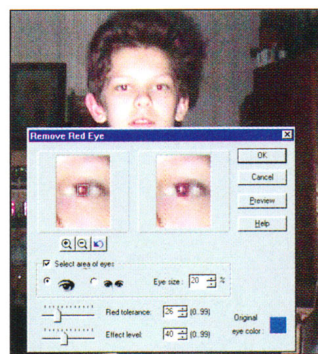 Remove Red Eye
OK
Cancel
Preview
Help
Select area of eyes
Eye size: 20 %
Red tolerance: 26 (0..99)
Effect level: 40 (0..99)
Original
eye color: